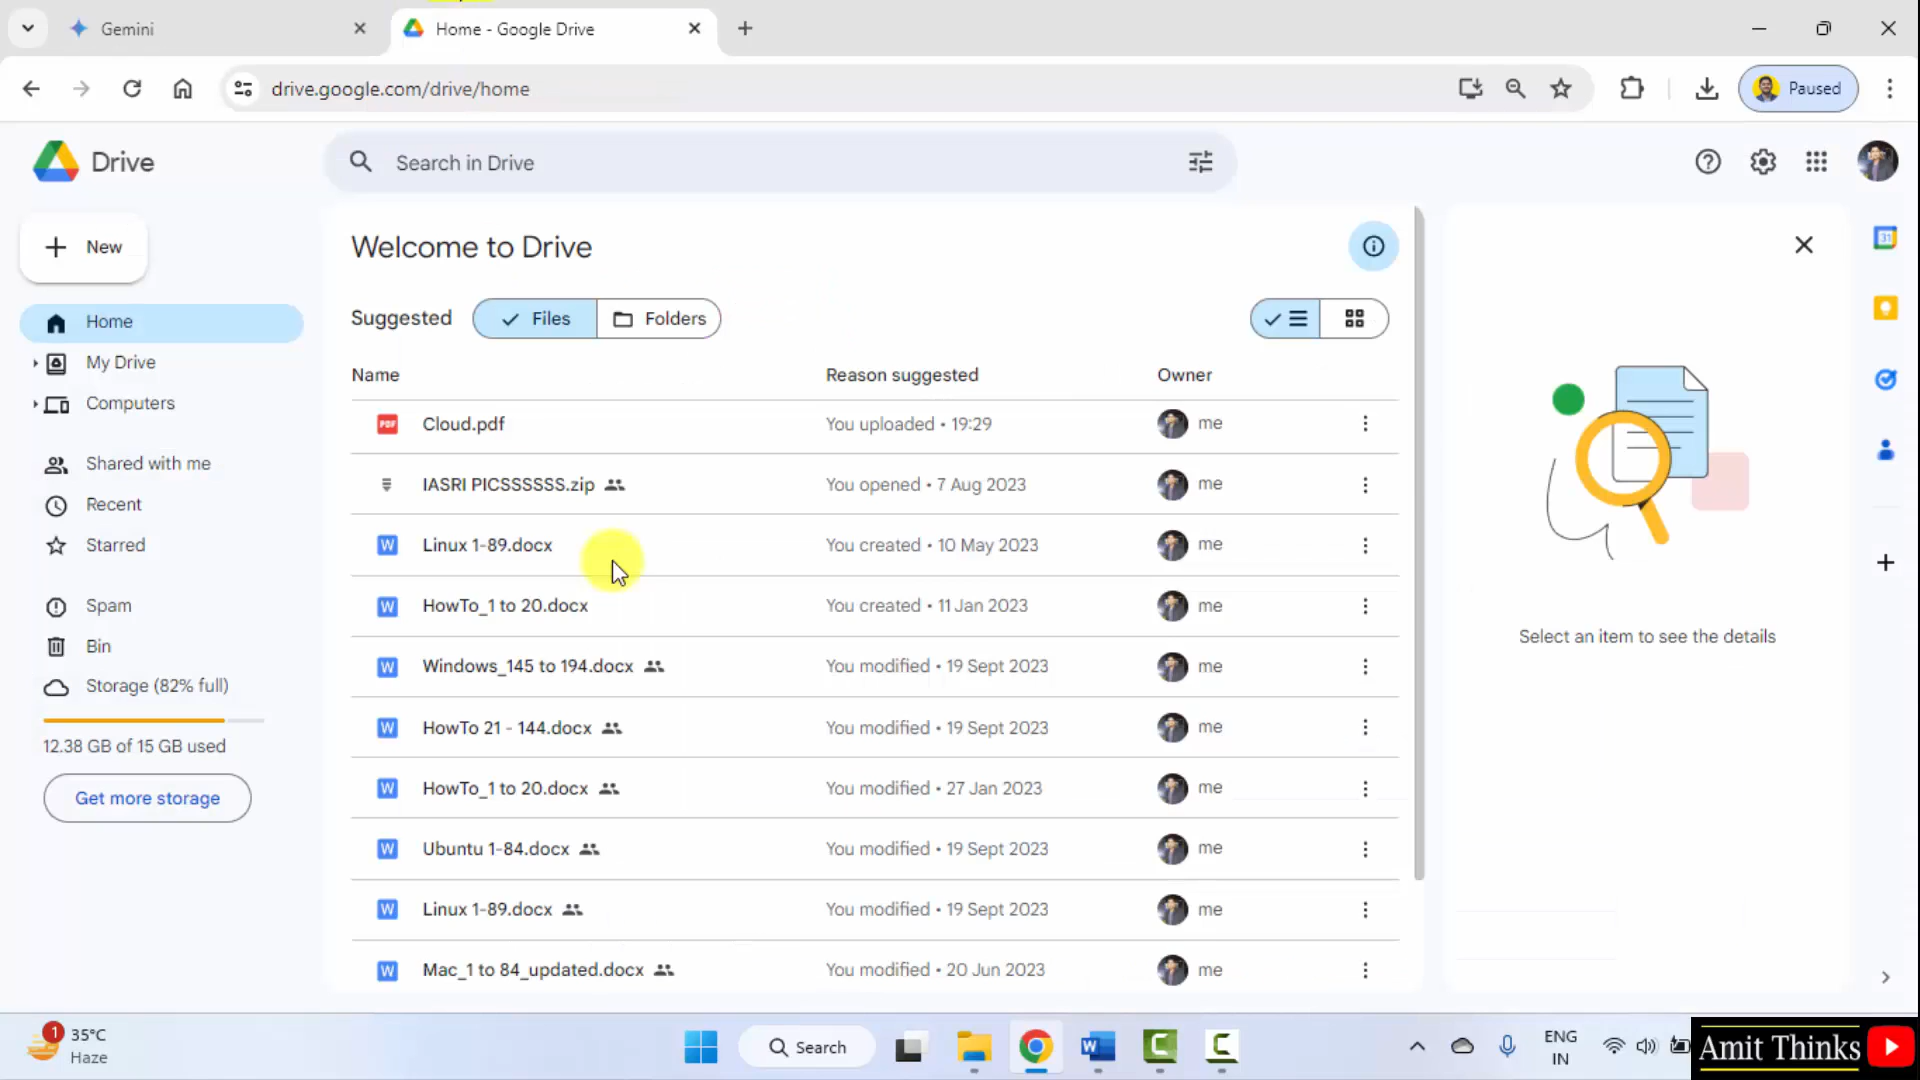 Gemini
Home - Google Drive
drive.google.com/drive/home
Paused
Drive
Search in Drive
New
Welcome to Drive
Suggested
Files
Folders
Home
My Drive
Computers
Shared with me
Recent
Starred
Spam
Bin
Storage (82% full)
12.38 GB of 15 GB used
Get more storage
Name Reason suggested Owner
PDF Cloud.pdf You uploaded • 19:29 me
IASRI PICSSSSSS.zip You opened • 7 Aug 2023 me
W Linux 1-89.docx You created • 10 May 2023 me
W HowTo_1 to 20.docx You created • 11 Jan 2023 me
W Windows_145 to 194.docx You modified • 19 Sept 2023 me
W HowTo 21 - 144.docx You modified • 19 Sept 2023 me
W HowTo_1 to 20.docx You modified • 27 Jan 2023 me
W Ubuntu 1-84.docx You modified • 19 Sept 2023 me
W Linux 1-89.docx You modified • 19 Sept 2023 me
W Mac_1 to 84_updated.docx You modified • 20 Jun 2023 me
Select an item to see the details
31
1
35°C
Haze
Search
W
ENG
IN
Amit Thinks